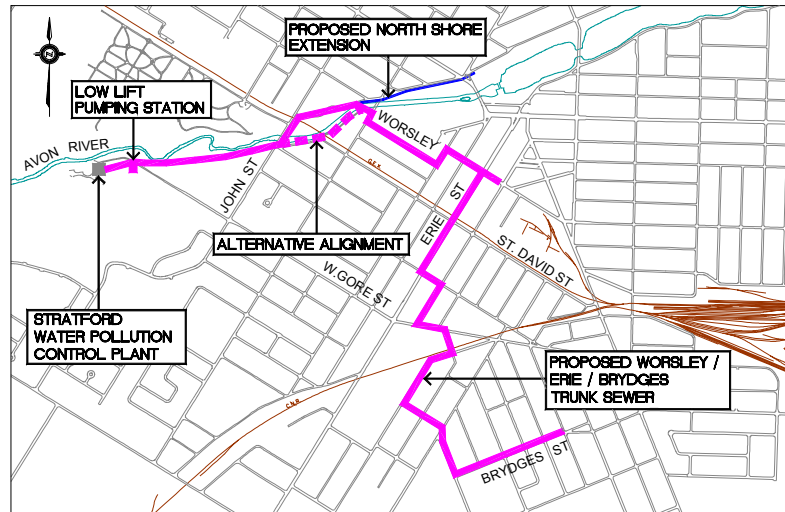 PROPOSED NORTH SHORE
EXTENSION
LOW LIFT
PUMPING STATION
WORSLEY
AVON RIVER
JOHN ST
ERIE ST
ALTERNATIVE ALIGNMENT
ST. DAVID ST
W.GORE ST
STRATFORD
WATER POLLUTION
CONTROL PLANT
PROPOSED WORSLEY /
ERIE / BRYDGES
TRUNK SEWER
C.N.R
BRYDGES ST